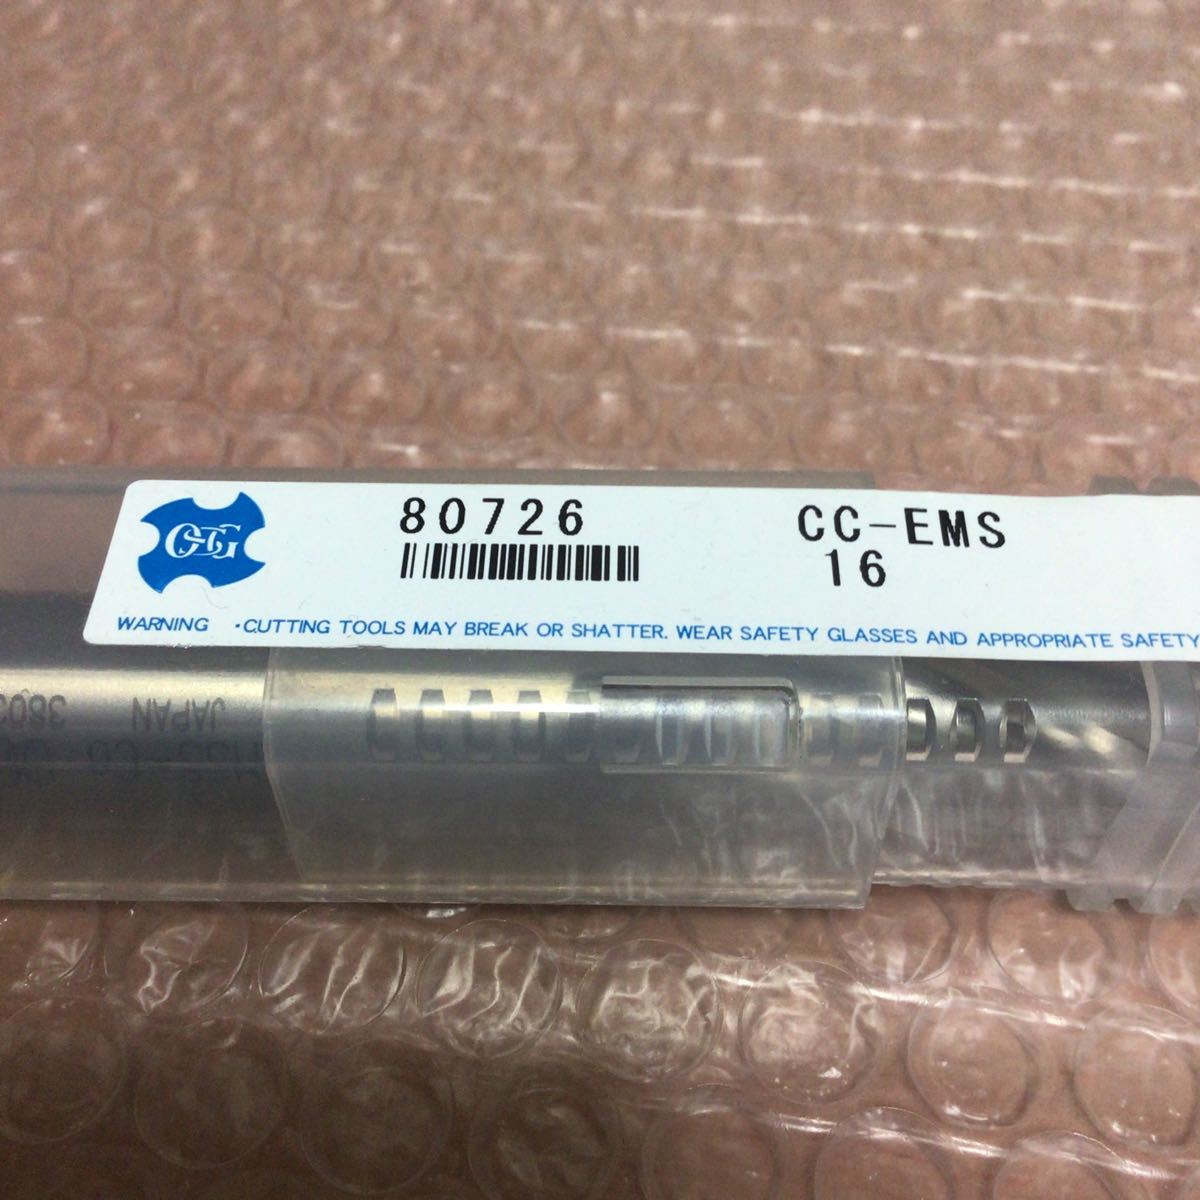 OSG
80726
CC-EMS
16
WARNING ・CUTTING TOOLS MAY BREAK OR SHATTER. WEAR SAFETY GLASSES AND APPROPRIATE SAFETY
JAPAN